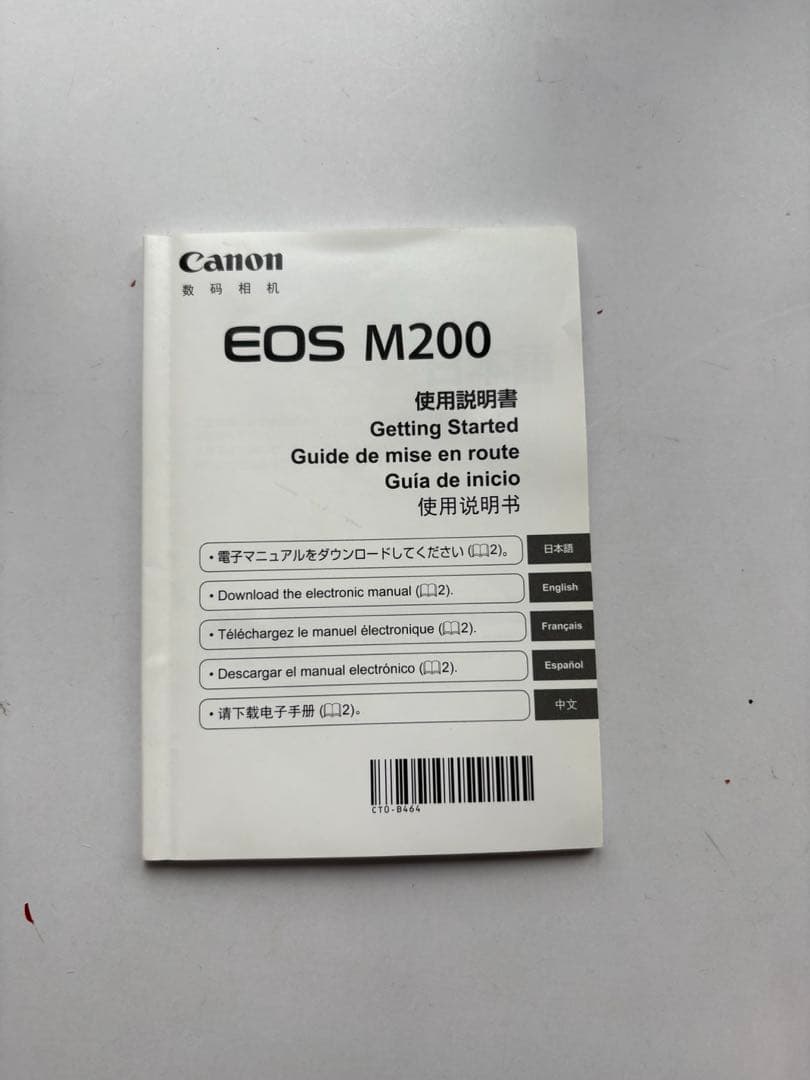 Canon
数码相机
EOS M200
使用説明書
Getting Started
Guide de mise en route
Guía de inicio
使用说明书
・電子マニュアルをダウンロードしてください (📖2)。
日本語
• Download the electronic manual (📖2).
English
• Téléchargez le manuel électronique (📖2).
Français
• Descargar el manual electrónico (📖2).
Español
• 请下载电子手册 (📖2)。
中文
CT0-B464